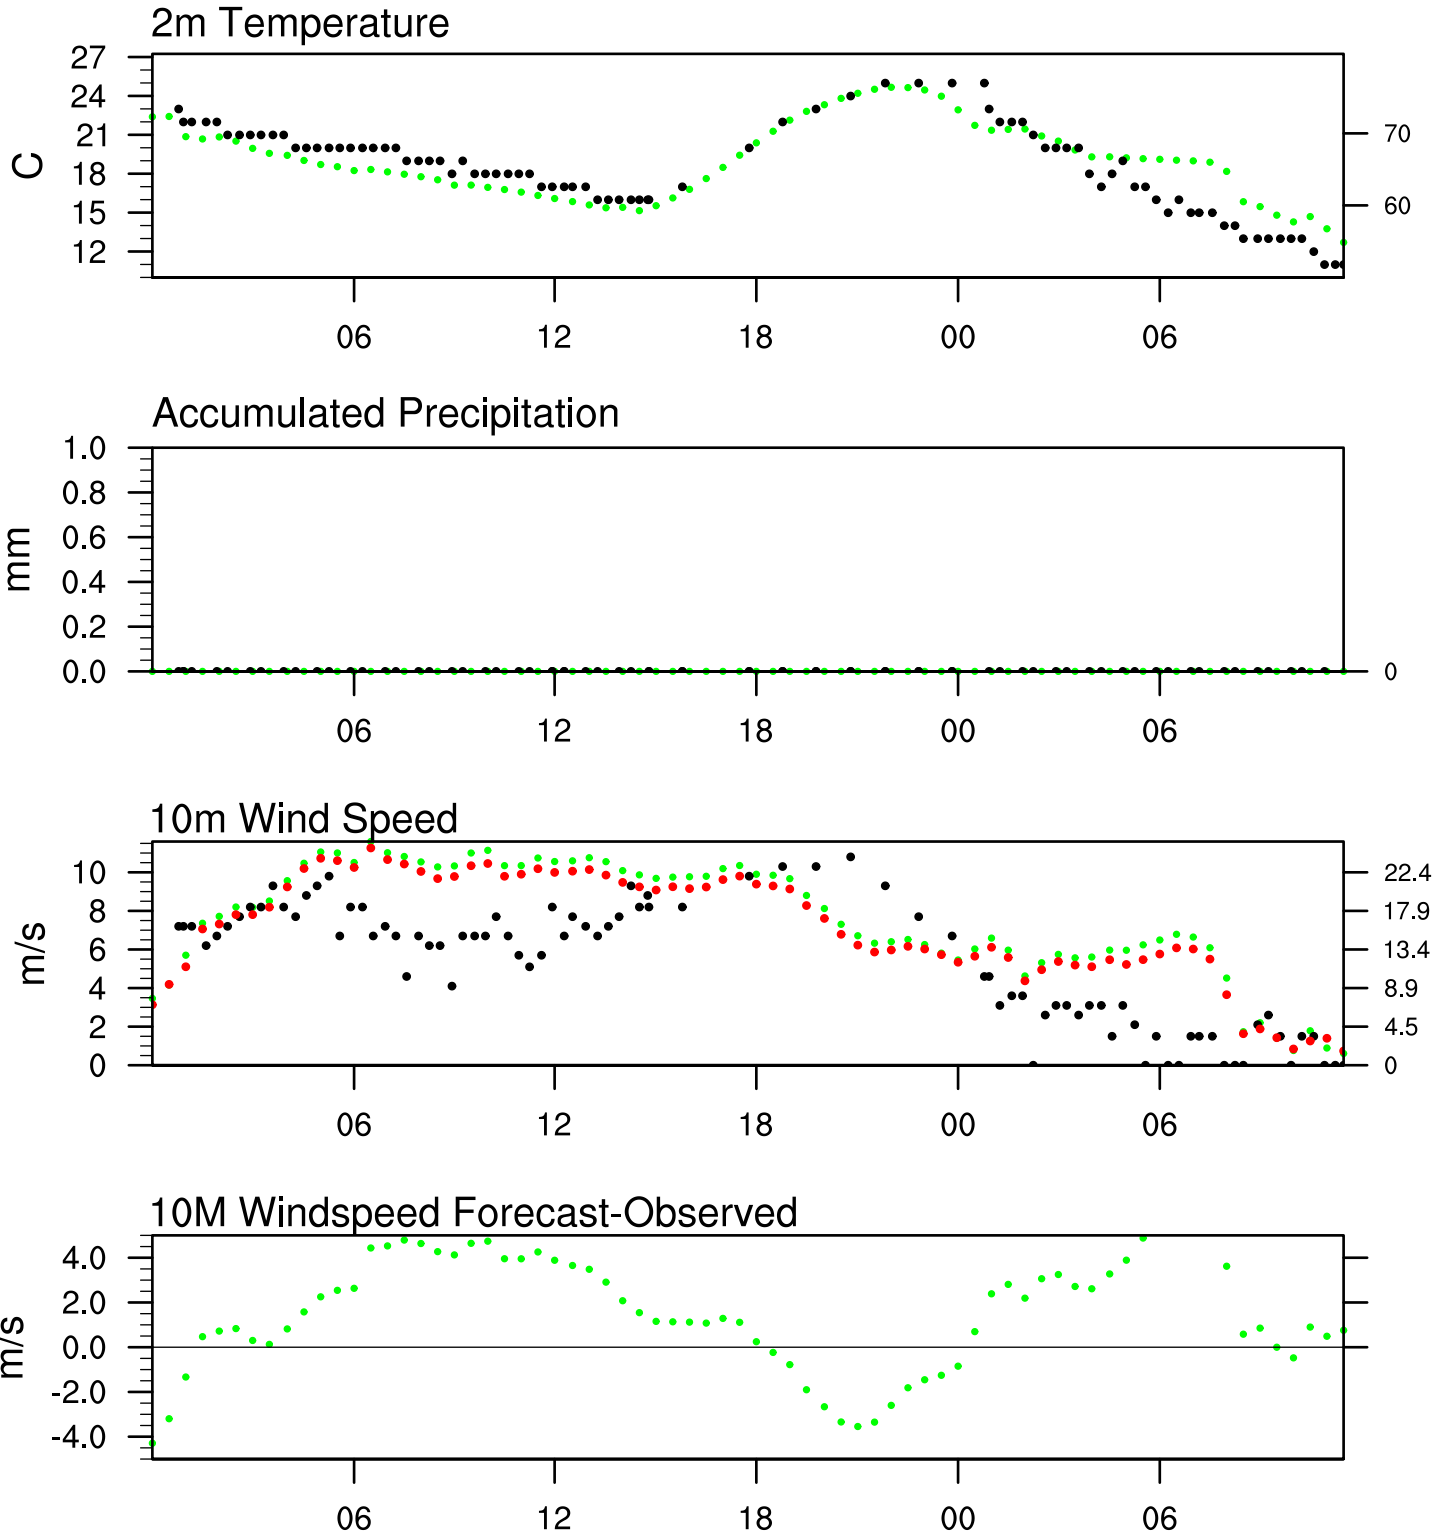 2m Temperature
27
24
21
18
15
12
C
70
60
06 12 18 00 06
Accumulated Precipitation
1.0
0.8
0.6
0.4
0.2
0.0
mm
0
06 12 18 00 06
10m Wind Speed
10
8
6
4
2
0
m/s
22.4
17.9
13.4
8.9
4.5
0
06 12 18 00 06
10M Windspeed Forecast-Observed
4.0
2.0
0.0
-2.0
-4.0
m/s
06 12 18 00 06